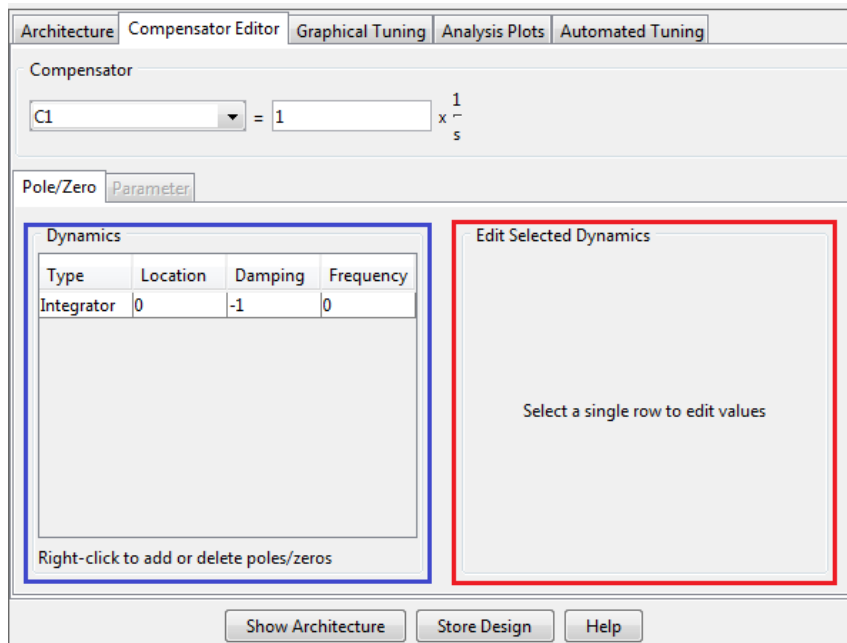 Architecture Compensator Editor Graphical Tuning Analysis Plots Automated Tuning
Compensator
C1 = 1 x 1
s
Pole/Zero Parameter
Dynamics
Type Location Damping Frequency
Integrator 0 -1 0
Right-click to add or delete poles/zeros
Edit Selected Dynamics
Select a single row to edit values
Show Architecture Store Design Help